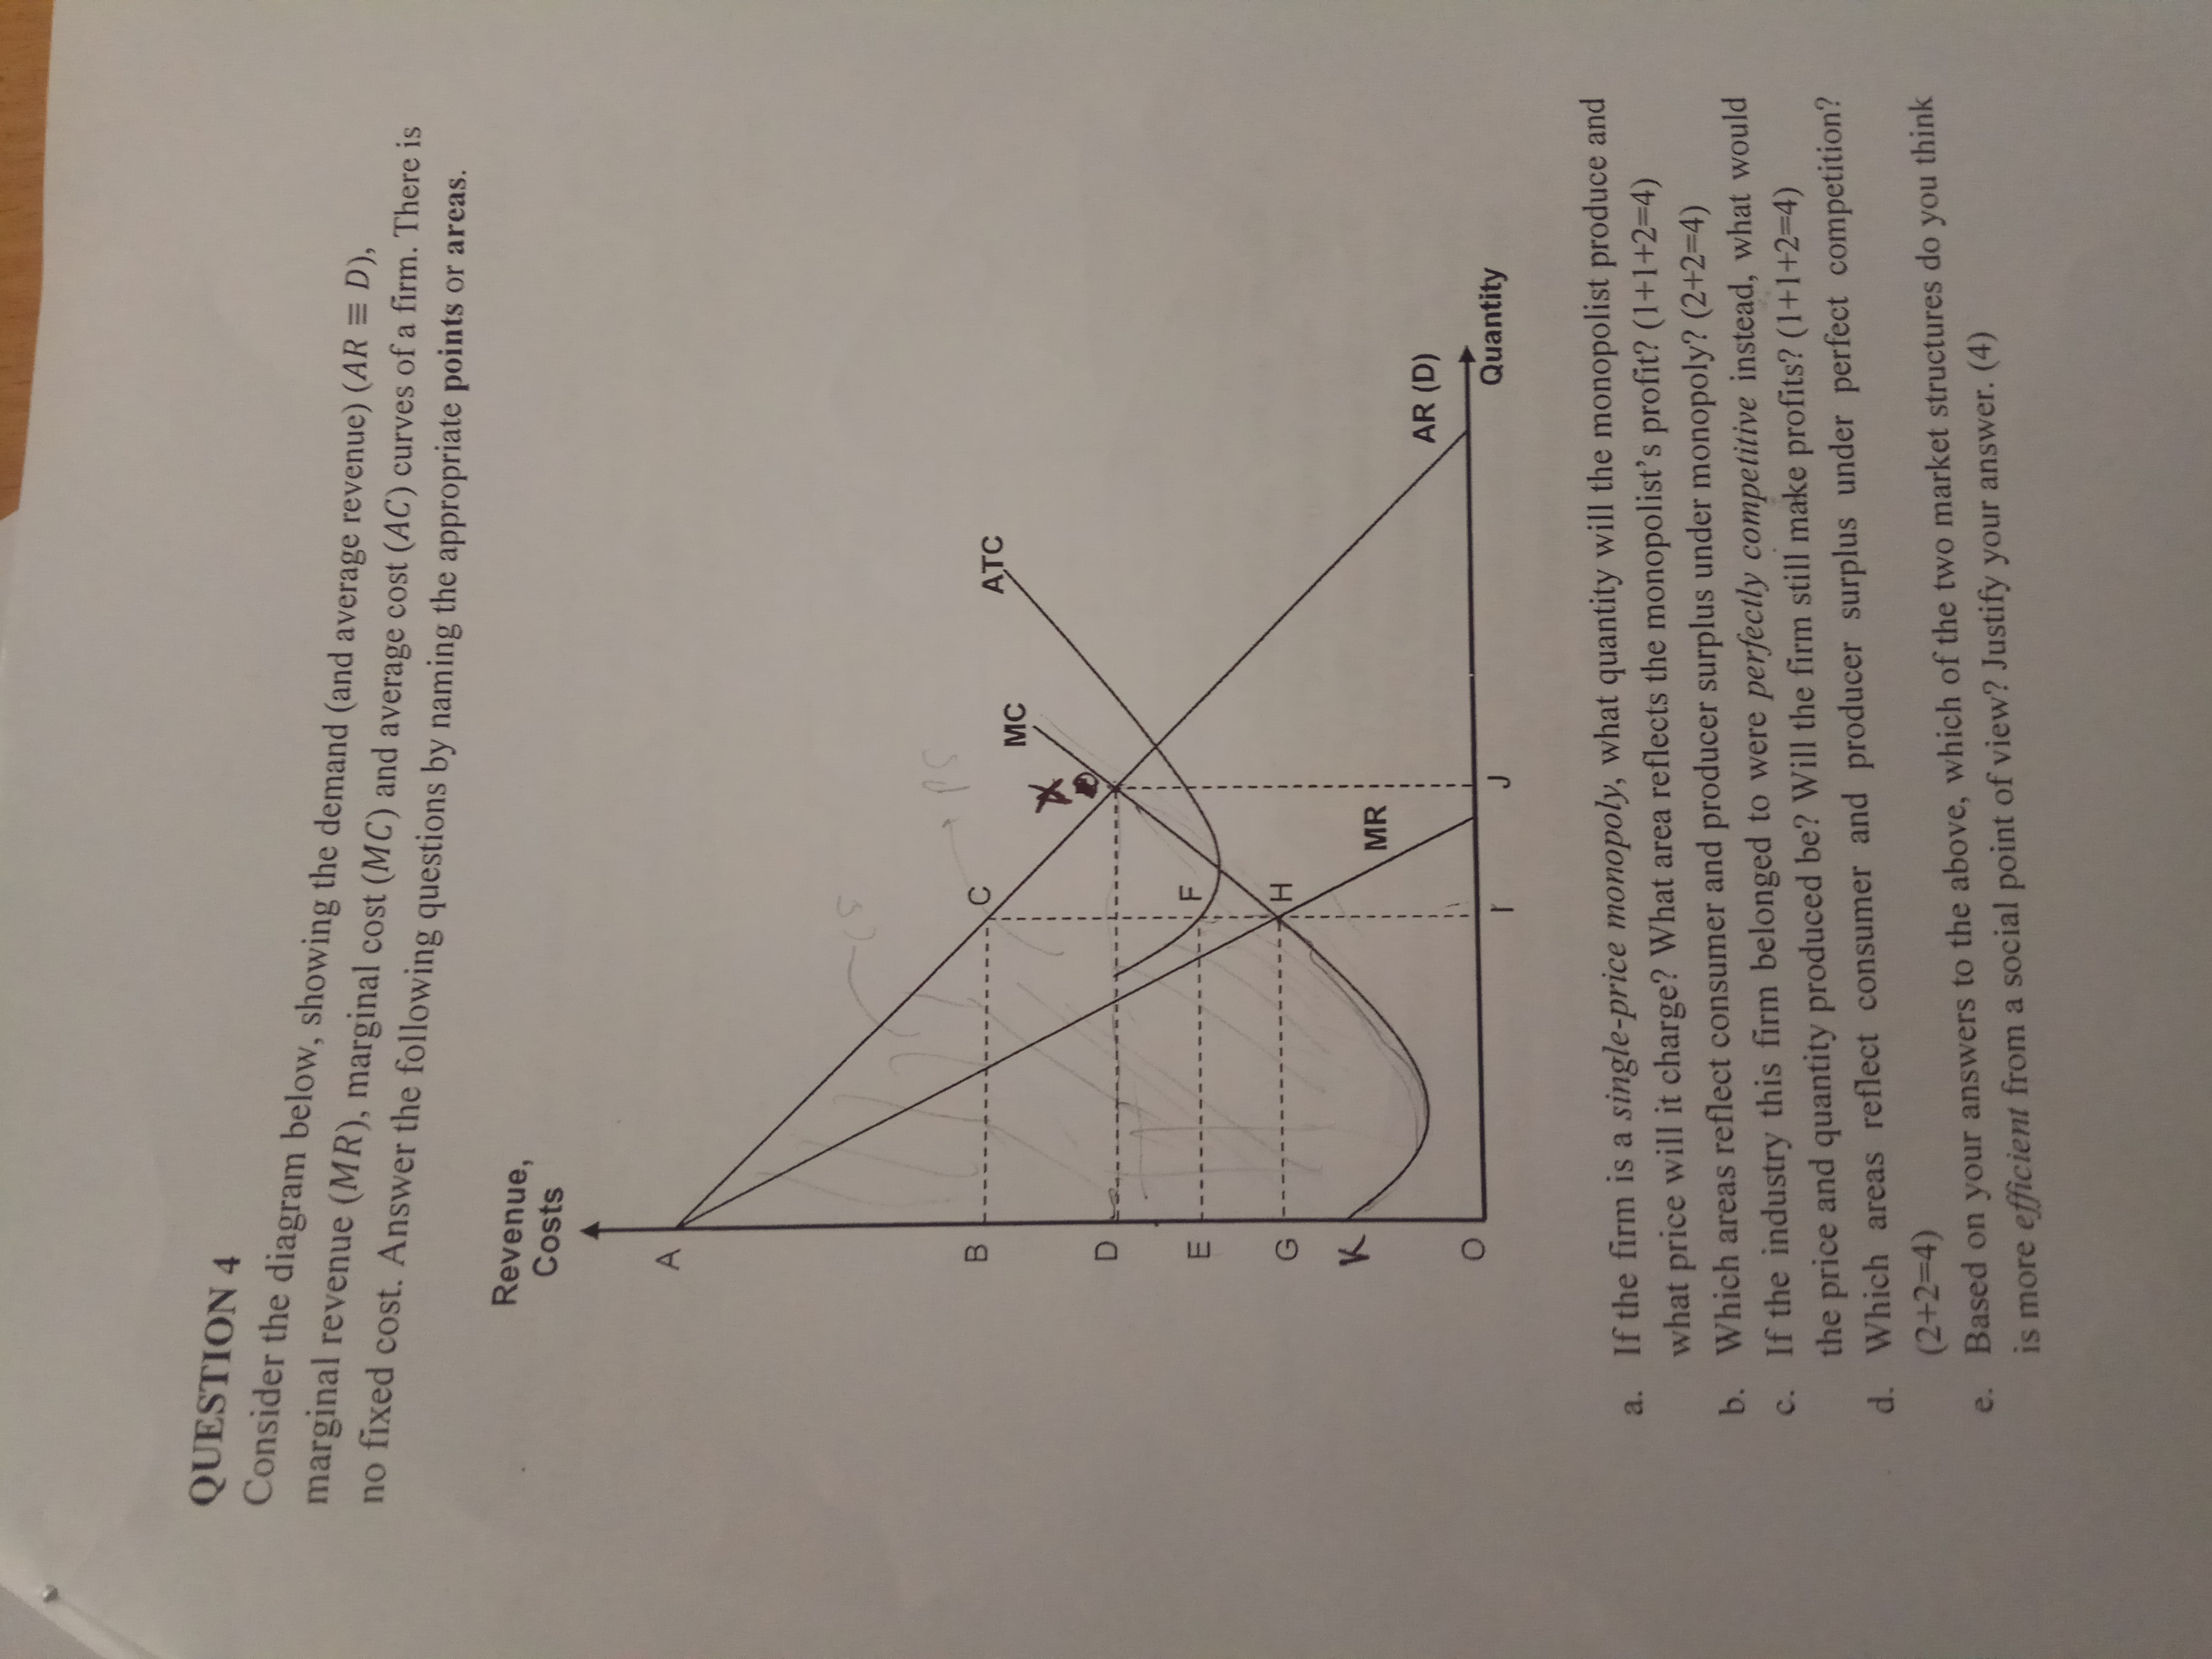 QUESTION 4
Consider the diagram below, showing the demand (and average revenue) (AR ≡ D),
marginal revenue (MR), marginal cost (MC) and average cost (AC) curves of a firm. There is
no fixed cost. Answer the following questions by naming the appropriate points or areas.
Revenue,
Costs
A
B
C
D
X
MC
ATC
E
F
G
H
K
MR
AR (D)
O
I
J
Quantity
a. If the firm is a single-price monopoly, what quantity will the monopolist produce and
what price will it charge? What area reflects the monopolist's profit? (1+1+2=4)
b. Which areas reflect consumer and producer surplus under monopoly? (2+2=4)
c. If the industry this firm belonged to were perfectly competitive instead, what would
the price and quantity produced be? Will the firm still make profits? (1+1+2=4)
d. Which areas reflect consumer and producer surplus under perfect competition?
(2+2=4)
e. Based on your answers to the above, which of the two market structures do you think
is more efficient from a social point of view? Justify your answer. (4)